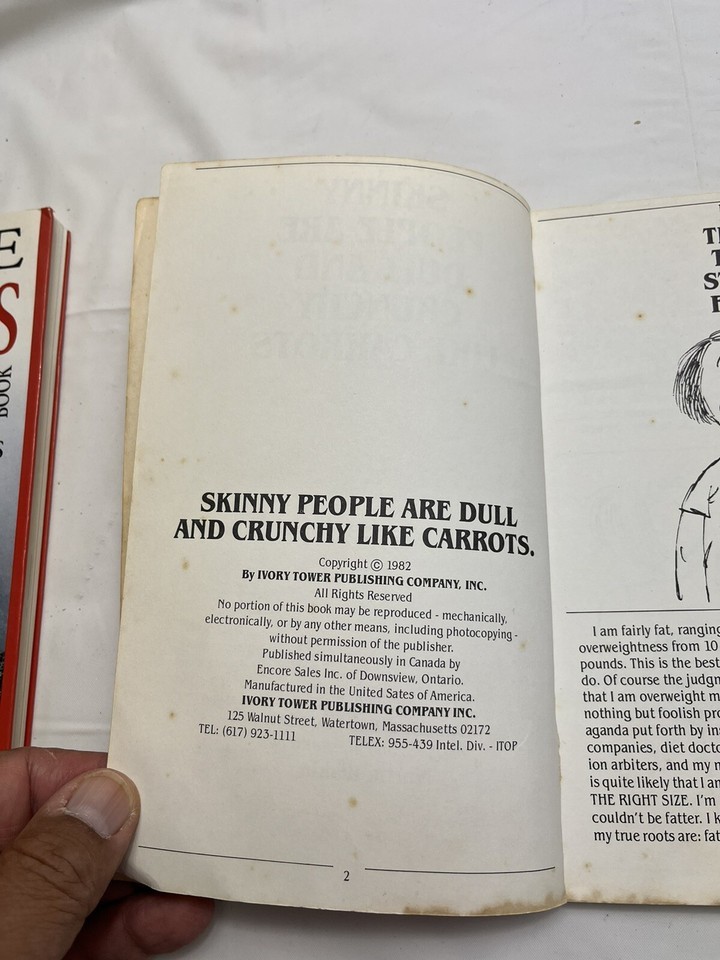 E
S
BOOK
SKINNY PEOPLE ARE DULL
AND CRUNCHY LIKE CARROTS.
Copyright © 1982
By IVORY TOWER PUBLISHING COMPANY, INC.
All Rights Reserved
No portion of this book may be reproduced - mechanically,
electronically, or by any other means, including photocopying -
without permission of the publisher.
Published simultaneously in Canada by
Encore Sales Inc. of Downsview, Ontario.
Manufactured in the United Sates of America.
IVORY TOWER PUBLISHING COMPANY INC.
125 Walnut Street, Watertown, Massachusetts 02172
TEL: (617) 923-1111 TELEX: 955-439 Intel. Div. - ITOP
2
I am fairly fat, ranging
overweightness from 10
pounds. This is the best
do. Of course the judgm
that I am overweight m
nothing but foolish pro
aganda put forth by ins
companies, diet docto
ion arbiters, and my m
is quite likely that I am
THE RIGHT SIZE. I'm
couldn't be fatter. I k
my true roots are: fat